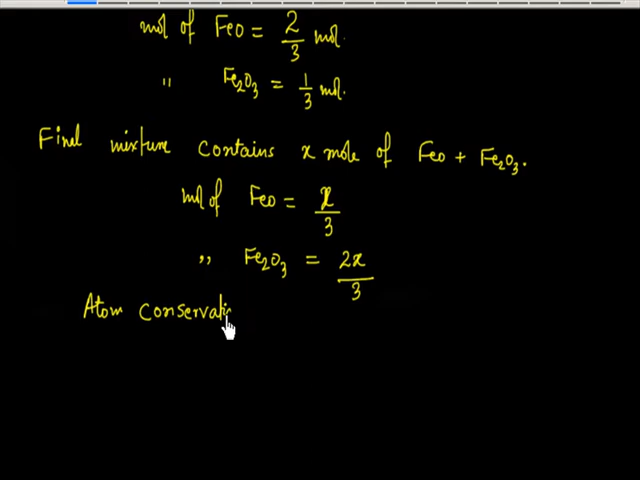 mol of FeO = 2/3 mol.
" Fe2O3 = 1/3 mol.
Final mixture contains x mole of FeO + Fe2O3.
mol of FeO = x/3
" Fe2O3 = 2x/3
Atom conservati